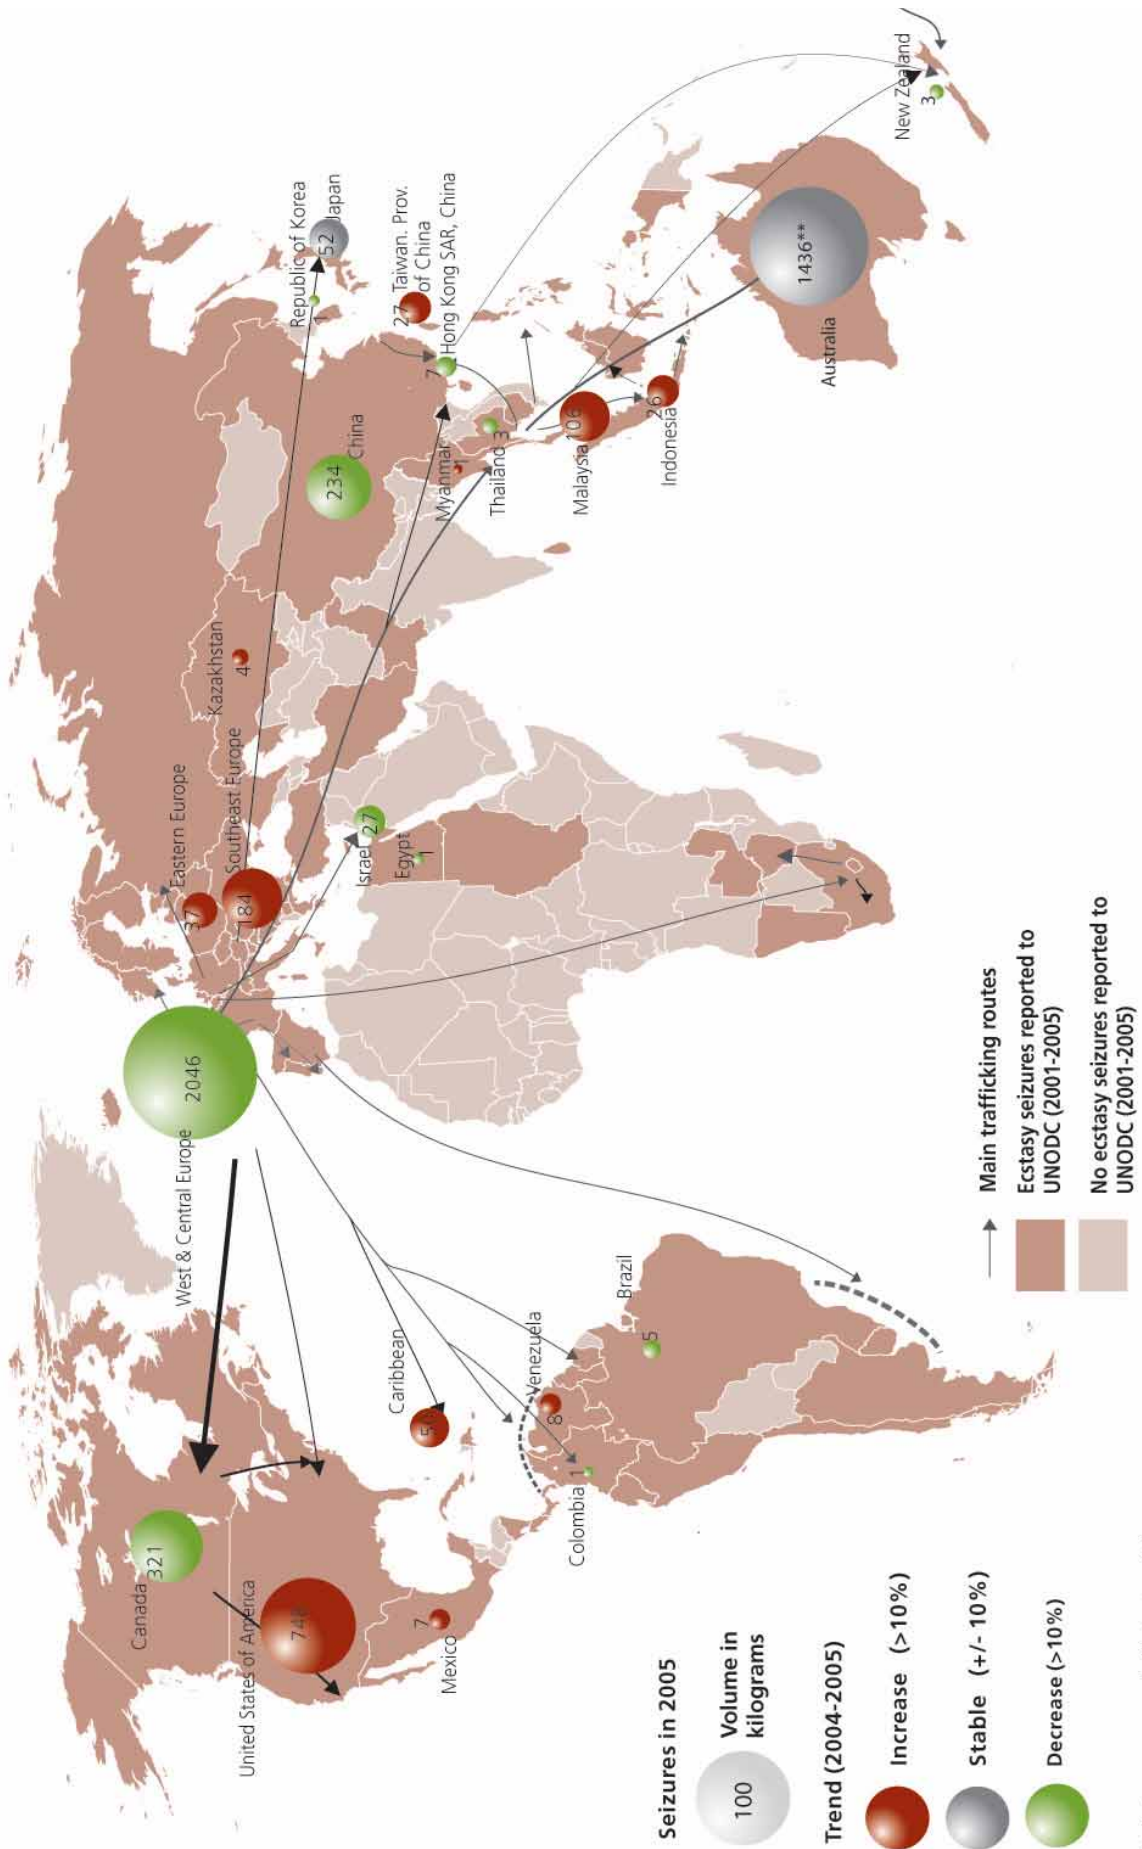 Canada
321
United States of America
748
Mexico
7
Caribbean
West & Central Europe
2046
Eastern Europe
37
Southeast Europe
184
Kazakhstan
4
China
234
Republic of Korea
1
Japan
52
27 Taiwan. Prov.
of China
7
Hong Kong SAR, China
Israel
27
Egypt
1
Myanmar
1
Thailand 3
Malaysia
106
Indonesia
26
Venezuela
8
Colombia
1
Brazil
5
Australia
1436**
New Zealand
3
Seizures in 2005
100
Volume in
kilograms
Trend (2004-2005)
Increase (>10%)
Stable (+/- 10%)
Decrease (>10%)
Main trafficking routes
Ecstasy seizures reported to
UNODC (2001-2005)
No ecstasy seizures reported to
UNODC (2001-2005)